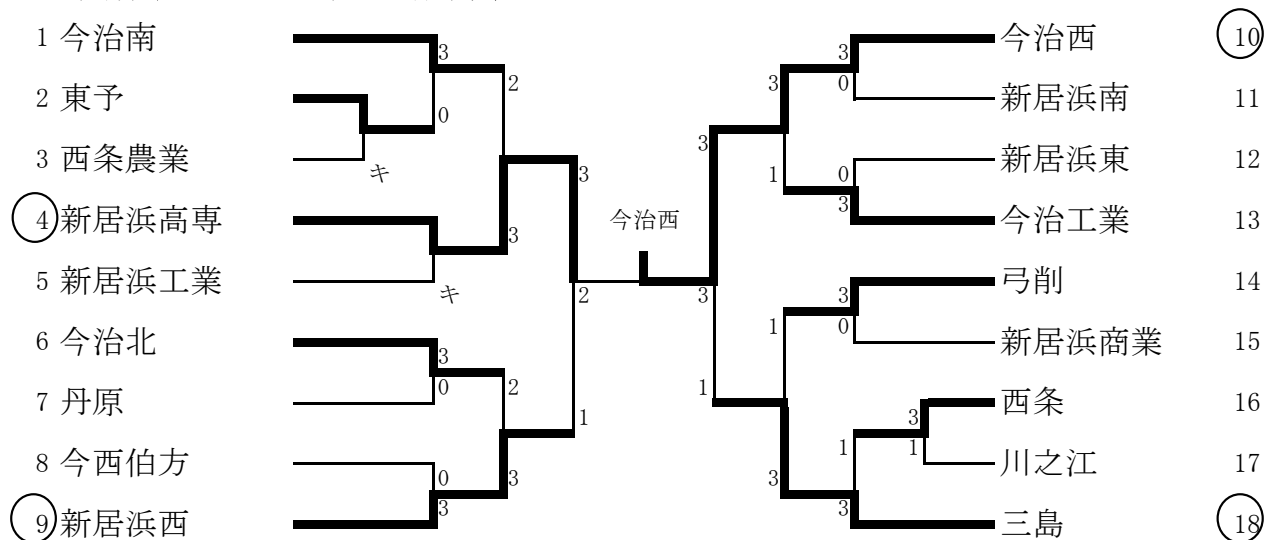 1 今治南
2 東予
3 西条農業
4 新居浜高専
5 新居浜工業
6 今治北
7 丹原
8 今西伯方
9 新居浜西
3
0
キ
2
3
キ
3
3
0
2
0
3
3
1
2
今治西
3
3
1
3
1
3
1
3
0
0
3
3
0
1
3
1
3
今治西 10
新居浜南 11
新居浜東 12
今治工業 13
弓削 14
新居浜商業 15
西条 16
川之江 17
三島 18